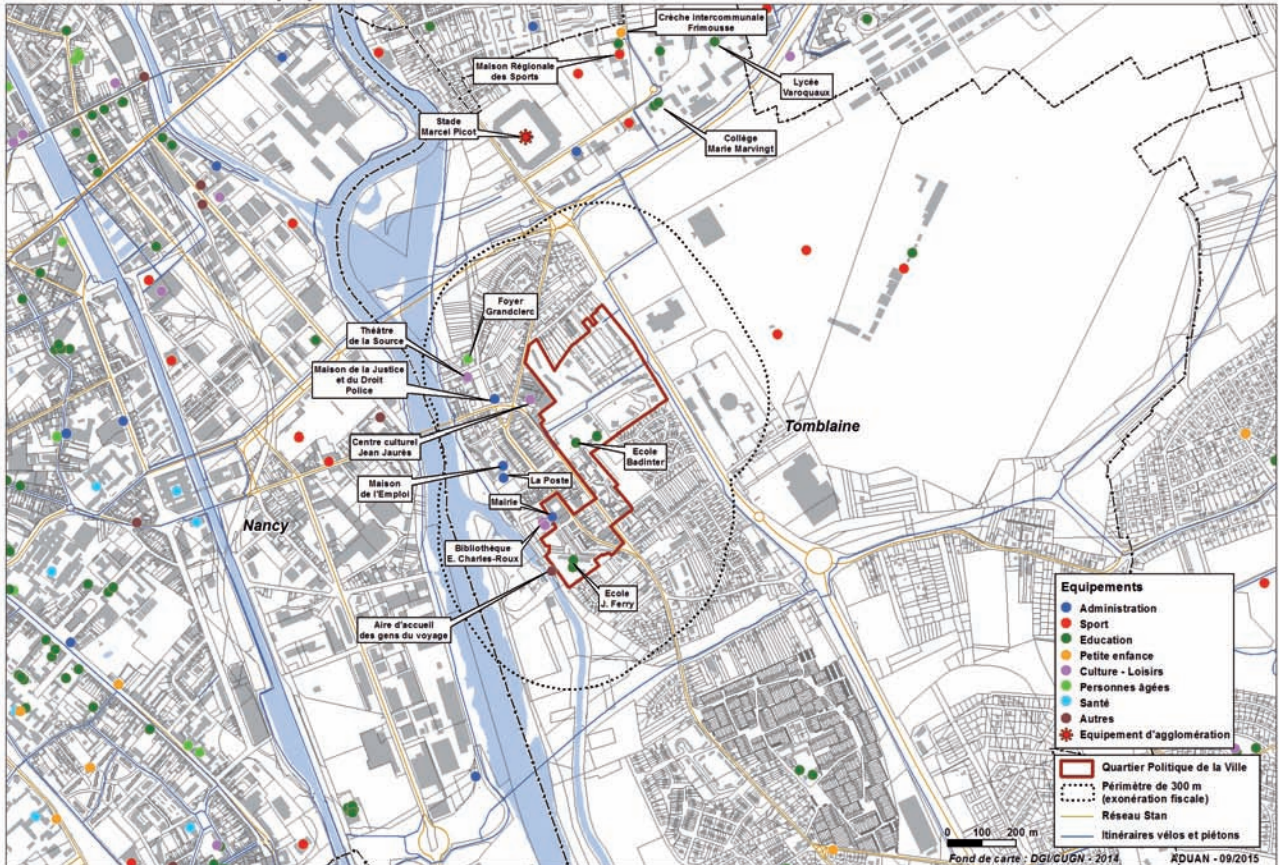 Crèche intercommunale
Frimousse
Maison Régionale
des Sports
Lycée
Varoquaux
Stade
Marcel Picot
Collège
Marie Marvingt
Foyer
Grandclerc
Théâtre
de la Source
Maison de la Justice
et du Droit
Police
Tomblaine
Centre culturel
Jean Jaurès
Ecole
Badinter
Maison
de l'Emploi
La Poste
Mairie
Nancy
Bibliothèque
E. Charles-Roux
Ecole
J. Ferry
Aire d'accueil
des gens du voyage
Equipements
Administration
Sport
Education
Petite enfance
Culture - Loisirs
Personnes âgées
Santé
Autres
Equipement d'agglomération
Quartier Politique de la Ville
Périmètre de 300 m
(exonération fiscale)
Réseau Stan
Itinéraires vélos et piétons
0 100 200 m
Fond de carte : DGI/CUGN - 2014
ADUAN - 09/2015